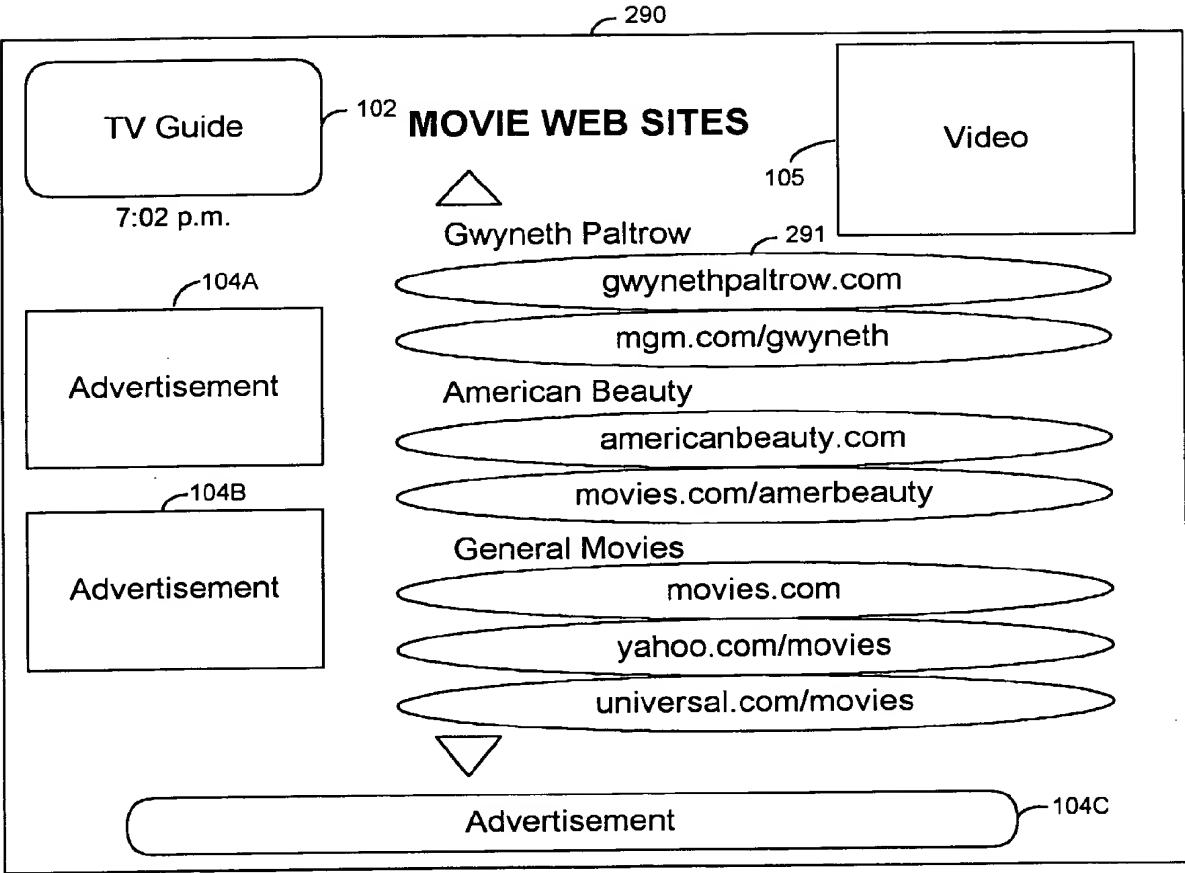 290
TV Guide
102
MOVIE WEB SITES
Video
105
7:02 p.m.
Gwyneth Paltrow
291
gwynethpaltrow.com
mgm.com/gwyneth
104A
Advertisement
American Beauty
americanbeauty.com
movies.com/amerbeauty
104B
Advertisement
General Movies
movies.com
yahoo.com/movies
universal.com/movies
Advertisement
104C